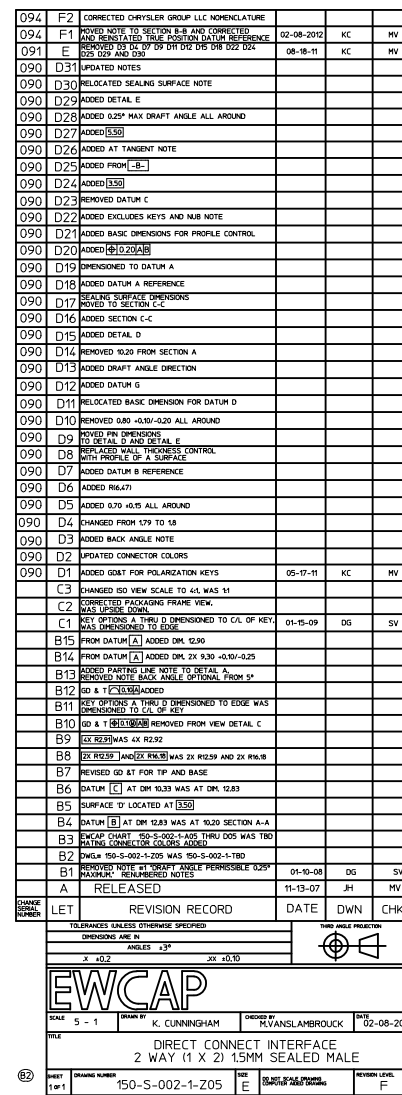 094 F2 CORRECTED CHRYSLER GROUP LLC NOMENCLATURE
094 F1 MOVED NOTE TO SECTION B-B AND CORRECTED
AND REINSTATED TRUE POSITION DATUM REFERENCE 02-08-2012 KC MV
091 E REMOVED D3 D4 D7 D9 D11 D12 D15 D18 D22 D24
D25 D29 AND D30 08-18-11 KC MV
090 D31 UPDATED NOTES
090 D30 RELOCATED SEALING SURFACE NOTE
090 D29 ADDED DETAIL E
090 D28 ADDED 0.25° MAX DRAFT ANGLE ALL AROUND
090 D27 ADDED 5.50
090 D26 ADDED AT TANGENT NOTE
090 D25 ADDED FROM -B-
090 D24 ADDED 3.50
090 D23 REMOVED DATUM C
090 D22 ADDED EXCLUDES KEYS AND NUB NOTE
090 D21 ADDED BASIC DIMENSIONS FOR PROFILE CONTROL
090 D20 ADDED ⌖ 0.20 A B
090 D19 DIMENSIONED TO DATUM A
090 D18 ADDED DATUM A REFERENCE
090 D17 SEALING SURFACE DIMENSIONS
MOVED TO SECTION C-C
090 D16 ADDED SECTION C-C
090 D15 ADDED DETAIL D
090 D14 REMOVED 10.20 FROM SECTION A
090 D13 ADDED DRAFT ANGLE DIRECTION
090 D12 ADDED DATUM G
090 D11 RELOCATED BASIC DIMENSION FOR DATUM D
090 D10 REMOVED 0.80 +0.10/-0.20 ALL AROUND
090 D9 MOVED PIN DIMENSIONS
TO DETAIL D AND DETAIL E
090 D8 REPLACED WALL THICKNESS CONTROL
WITH PROFILE OF A SURFACE
090 D7 ADDED DATUM B REFERENCE
090 D6 ADDED R16.47)
090 D5 ADDED 0.70 ±0.15 ALL AROUND
090 D4 CHANGED FROM 1.79 TO 1.8
090 D3 ADDED BACK ANGLE NOTE
090 D2 UPDATED CONNECTOR COLORS
090 D1 ADDED GD&T FOR POLARIZATION KEYS 05-17-11 KC MV
C3 CHANGED ISO VIEW SCALE TO 4:1, WAS 1:1
C2 CORRECTED PACKAGING FRAME VIEW,
WAS UPSIDE DOWN.
C1 KEY OPTIONS A THRU D DIMENSIONED TO C/L OF KEY,
WAS DIMENSIONED TO EDGE 01-15-09 DG SV
B15 FROM DATUM A ADDED DIM. 12.90
B14 FROM DATUM A ADDED DIM. 2X 9.30 +0.10/-0.25
B13 ADDED PARTING LINE NOTE TO DETAIL A,
REMOVED NOTE BACK ANGLE OPTIONAL FROM 5°
B12 GD & T ⌓ 0.10 A ADDED
B11 KEY OPTIONS A THRU D DIMENSIONED TO EDGE WAS
DIMENSIONED TO C/L OF KEY
B10 GD & T ⌖ 0.10 Ⓜ A B REMOVED FROM VIEW DETAIL C
B9 4X R2.91 WAS 4X R2.92
B8 2X R12.59 AND 2X R16.18 WAS 2X R12.59 AND 2X R16.18
B7 REVISED GD &T FOR TIP AND BASE
B6 DATUM C AT DIM 10.33 WAS AT DIM. 12.83
B5 SURFACE 'D' LOCATED AT 3.50
B4 DATUM B AT DIM 12.83 WAS AT 10.20 SECTION A-A
B3 EWCAP CHART 150-S-002-1-A05 THRU D05 WAS TBD
MATING CONNECTOR COLORS ADDED
B2 DWG.# 150-S-002-1-Z05 WAS 150-S-002-1-TBD
B1 REMOVED NOTE #1 "DRAFT ANGLE PERMISSIBLE 0.25°
MAXIMUM." RENUMBERED NOTES 01-10-08 DG SV
A RELEASED 11-13-07 JH MV
CHANGE
SERIAL
NUMBER LET REVISION RECORD DATE DWN CHK
TOLERANCES (UNLESS OTHERWISE SPECIFIED)
DIMENSIONS ARE IN
ANGLES ±3°
.X ±0.2 .XX ±0.10
THIRD ANGLE PROJECTION
EWCAP
SCALE 5 - 1 DRAWN BY K. CUNNINGHAM CHECKED BY M.VANSLAMBROUCK DATE 02-08-20
TITLE
DIRECT CONNECT INTERFACE
2 WAY (1 X 2) 1.5MM SEALED MALE
B2
SHEET 1 OF 1 DRAWING NUMBER 150-S-002-1-Z05 SIZE E DO NOT SCALE DRAWING
COMPUTER AIDED DRAWING REVISION LEVEL F